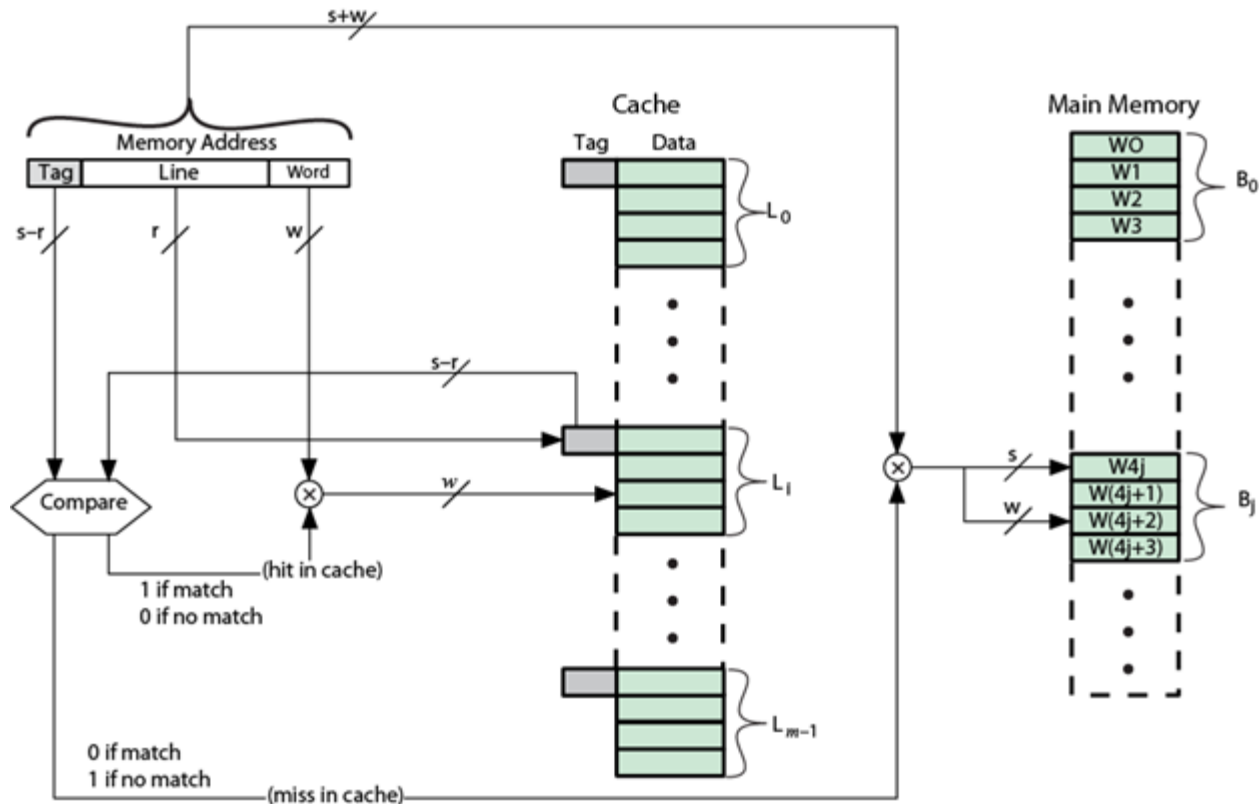 s+w
Cache
Main Memory
Memory Address
Tag Line Word
Tag Data
s–r r w
L0
W0
W1
W2
W3
B0
s–r
Compare
w
Li
s
w
W4j
W(4j+1)
W(4j+2)
W(4j+3)
Bj
(hit in cache)
1 if match
0 if no match
Lm–1
0 if match
1 if no match
(miss in cache)